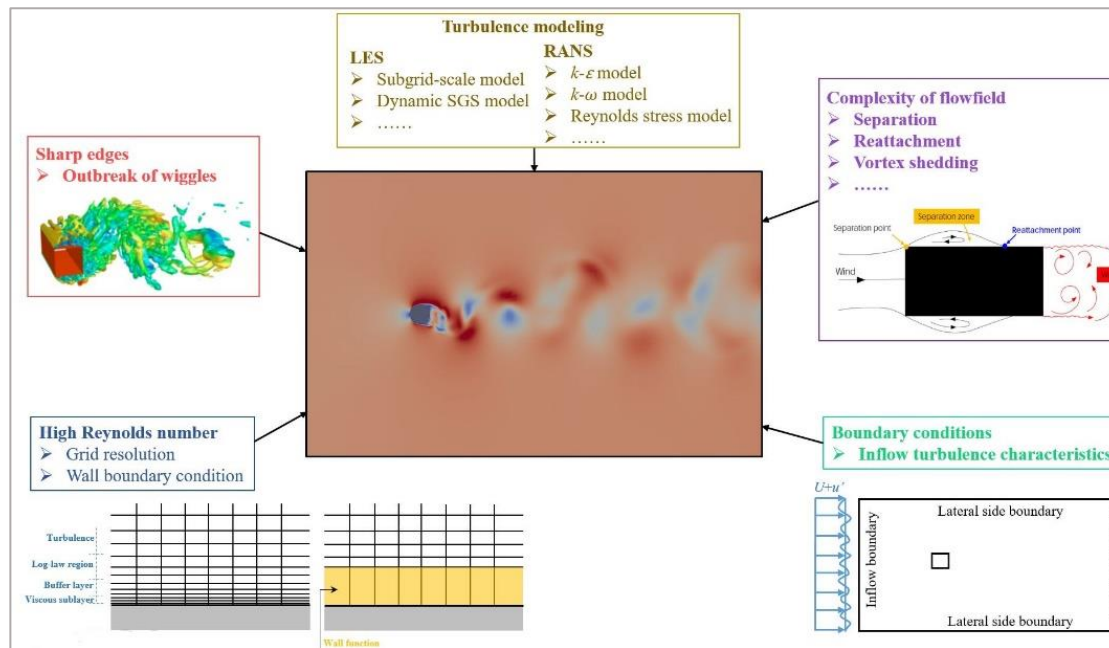 Turbulence modeling
LES
➢ Subgrid-scale model
➢ Dynamic SGS model
➢ ……
RANS
➢ k-ε model
➢ k-ω model
➢ Reynolds stress model
➢ ……
Sharp edges
➢ Outbreak of wiggles
Complexity of flowfield
➢ Separation
➢ Reattachment
➢ Vortex shedding
➢ ……
Separation point
Separation zone
Reattachment point
Wind
High Reynolds number
➢ Grid resolution
➢ Wall boundary condition
Turbulence
Log law region
Buffer layer
Viscous sublayer
Wall function
Boundary conditions
➢ Inflow turbulence characteristics
U+u'
Inflow boundary
Lateral side boundary
Lateral side boundary